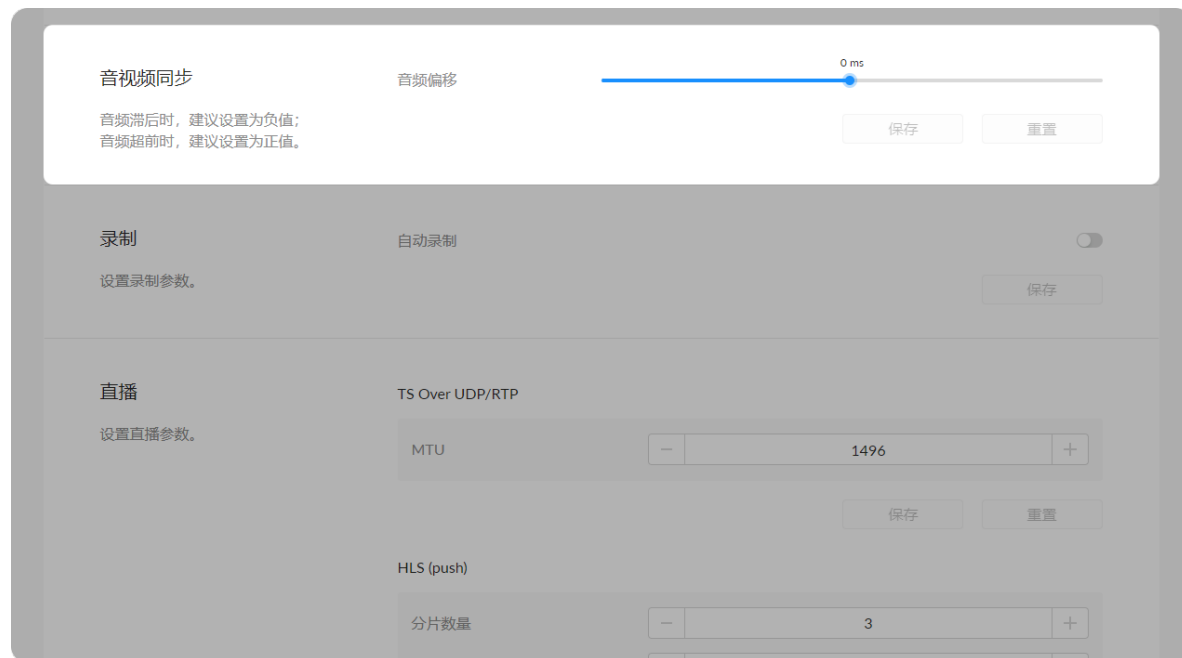 0 ms
音视频同步
音频偏移
音频滞后时，建议设置为负值；
音频超前时，建议设置为正值。
保存
重置
录制
自动录制
设置录制参数。
保存
直播
TS Over UDP/RTP
设置直播参数。
MTU
1496
保存
重置
HLS (push)
分片数量
3